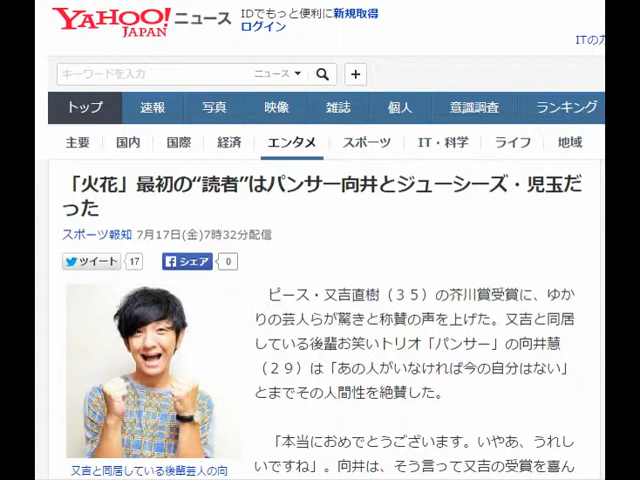 YAHOO! JAPAN ニュース
IDでもっと便利に新規取得
ログイン
ITの力
キーワードを入力 ニュース
トップ 速報 写真 映像 雑誌 個人 意識調査 ランキング
主要 国内 国際 経済 エンタメ スポーツ IT・科学 ライフ 地域
「火花」最初の“読者”はパンサー向井とジューシーズ・児玉だ
った
スポーツ報知 7月17日(金)7時32分配信
ツイート 17 シェア 0
ピース・又吉直樹（３５）の芥川賞受賞に、ゆか
りの芸人らが驚きと称賛の声を上げた。又吉と同居
している後輩お笑いトリオ「パンサー」の向井慧
（２９）は「あの人がいなければ今の自分はない」
とまでその人間性を絶賛した。
「本当におめでとうございます。いやあ、うれし
いですね」。向井は、そう言って又吉の受賞を喜ん
又吉と同居している後輩芸人の向